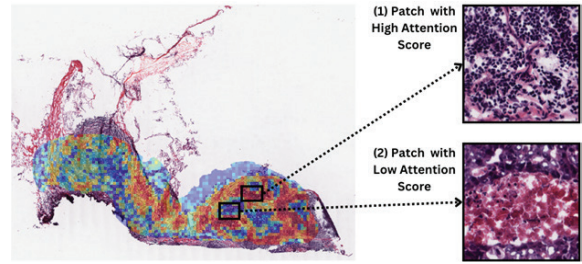 (1) Patch with
High Attention
Score
(2) Patch with
Low Attention
Score